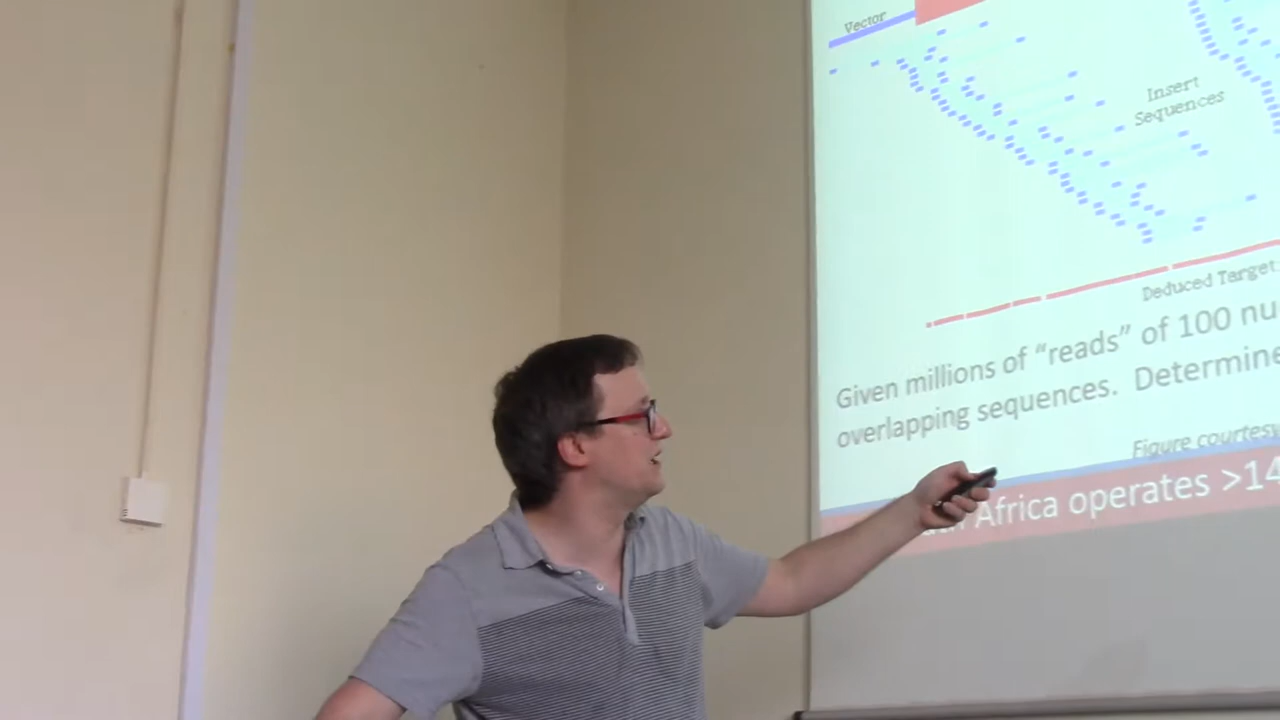 Vector
Insert
Sequences
Deduced Target
Given millions of “reads” of 100 nu
overlapping sequences. Determine
Figure courtesy
Africa operates >14